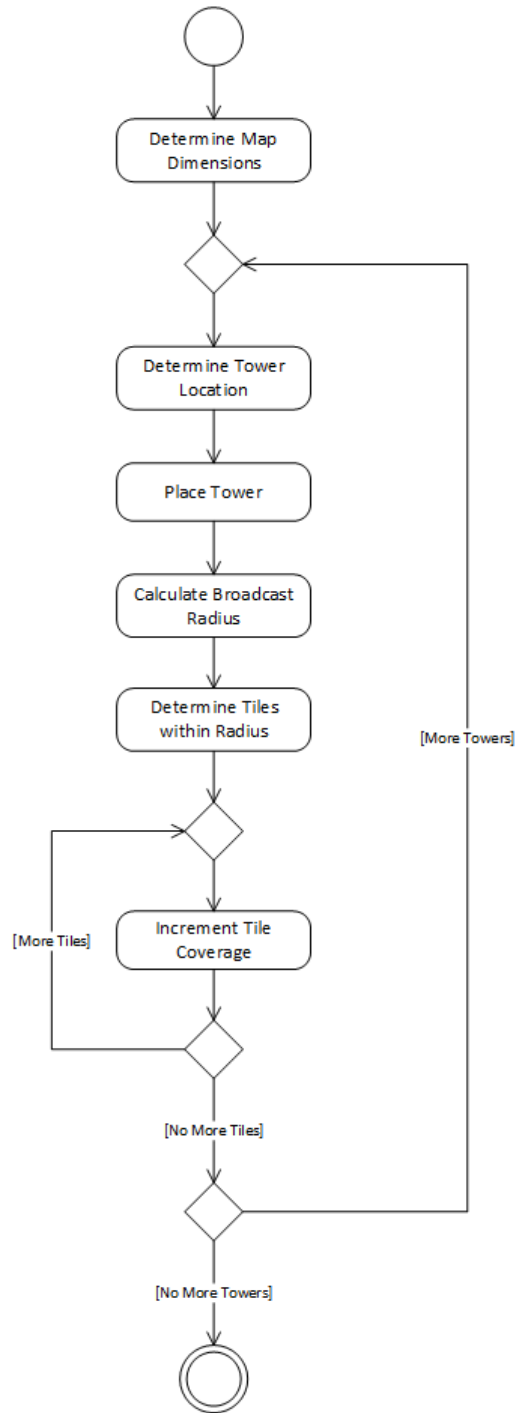 Determine Map
Dimensions
Determine Tower
Location
Place Tower
Calculate Broadcast
Radius
Determine Tiles
within Radius
[More Towers]
Increment Tile
Coverage
[More Tiles]
[No More Tiles]
[No More Towers]